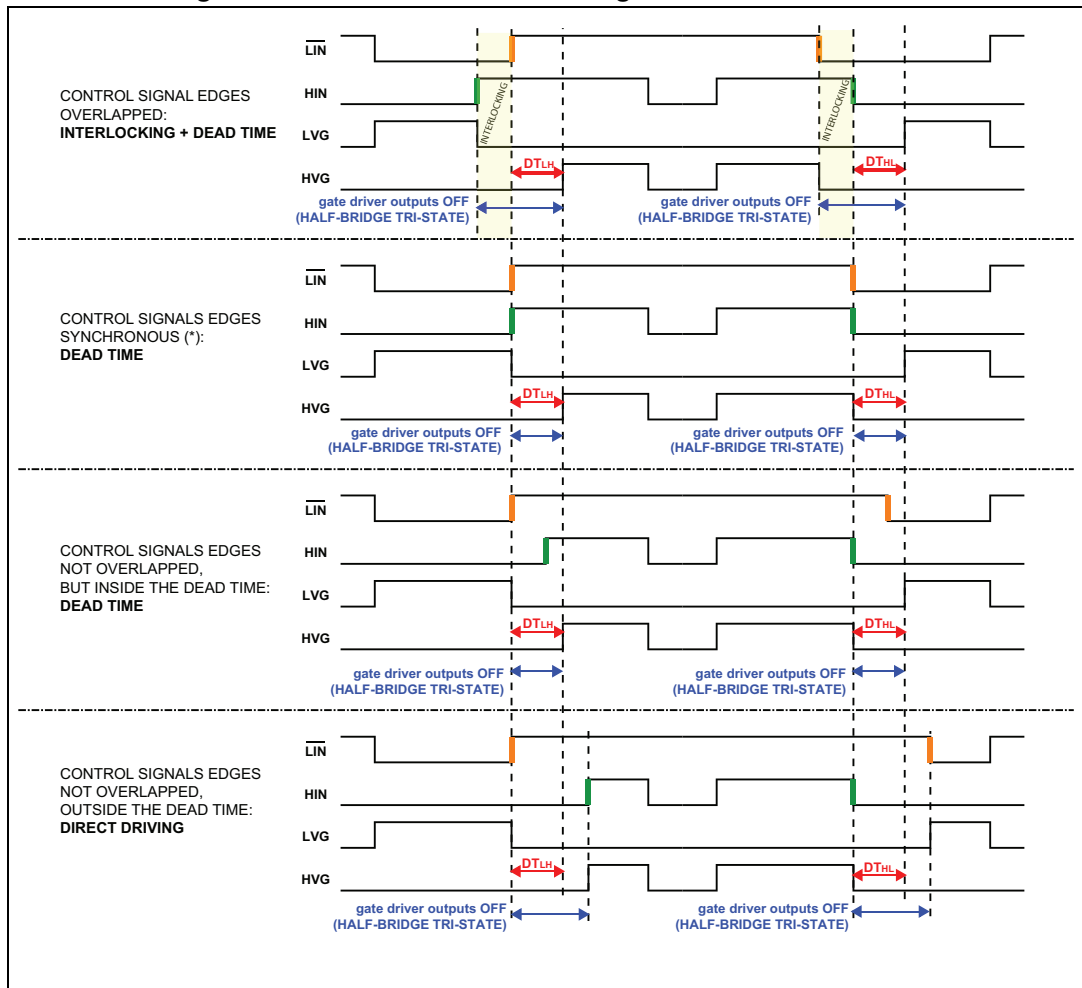 LIN
CONTROL SIGNAL EDGES
OVERLAPPED:
INTERLOCKING + DEAD TIME
HIN
INTERLOCKING
INTERLOCKING
LVG
DTLH
DTHL
HVG
gate driver outputs OFF
(HALF-BRIDGE TRI-STATE)
gate driver outputs OFF
(HALF-BRIDGE TRI-STATE)
LIN
CONTROL SIGNALS EDGES
SYNCHRONOUS (*):
DEAD TIME
HIN
LVG
DTLH
DTHL
HVG
gate driver outputs OFF
(HALF-BRIDGE TRI-STATE)
gate driver outputs OFF
(HALF-BRIDGE TRI-STATE)
LIN
CONTROL SIGNALS EDGES
NOT OVERLAPPED,
BUT INSIDE THE DEAD TIME:
DEAD TIME
HIN
LVG
DTLH
DTHL
HVG
gate driver outputs OFF
(HALF-BRIDGE TRI-STATE)
gate driver outputs OFF
(HALF-BRIDGE TRI-STATE)
LIN
CONTROL SIGNALS EDGES
NOT OVERLAPPED,
OUTSIDE THE DEAD TIME:
DIRECT DRIVING
HIN
LVG
DTLH
DTHL
HVG
gate driver outputs OFF
(HALF-BRIDGE TRI-STATE)
gate driver outputs OFF
(HALF-BRIDGE TRI-STATE)